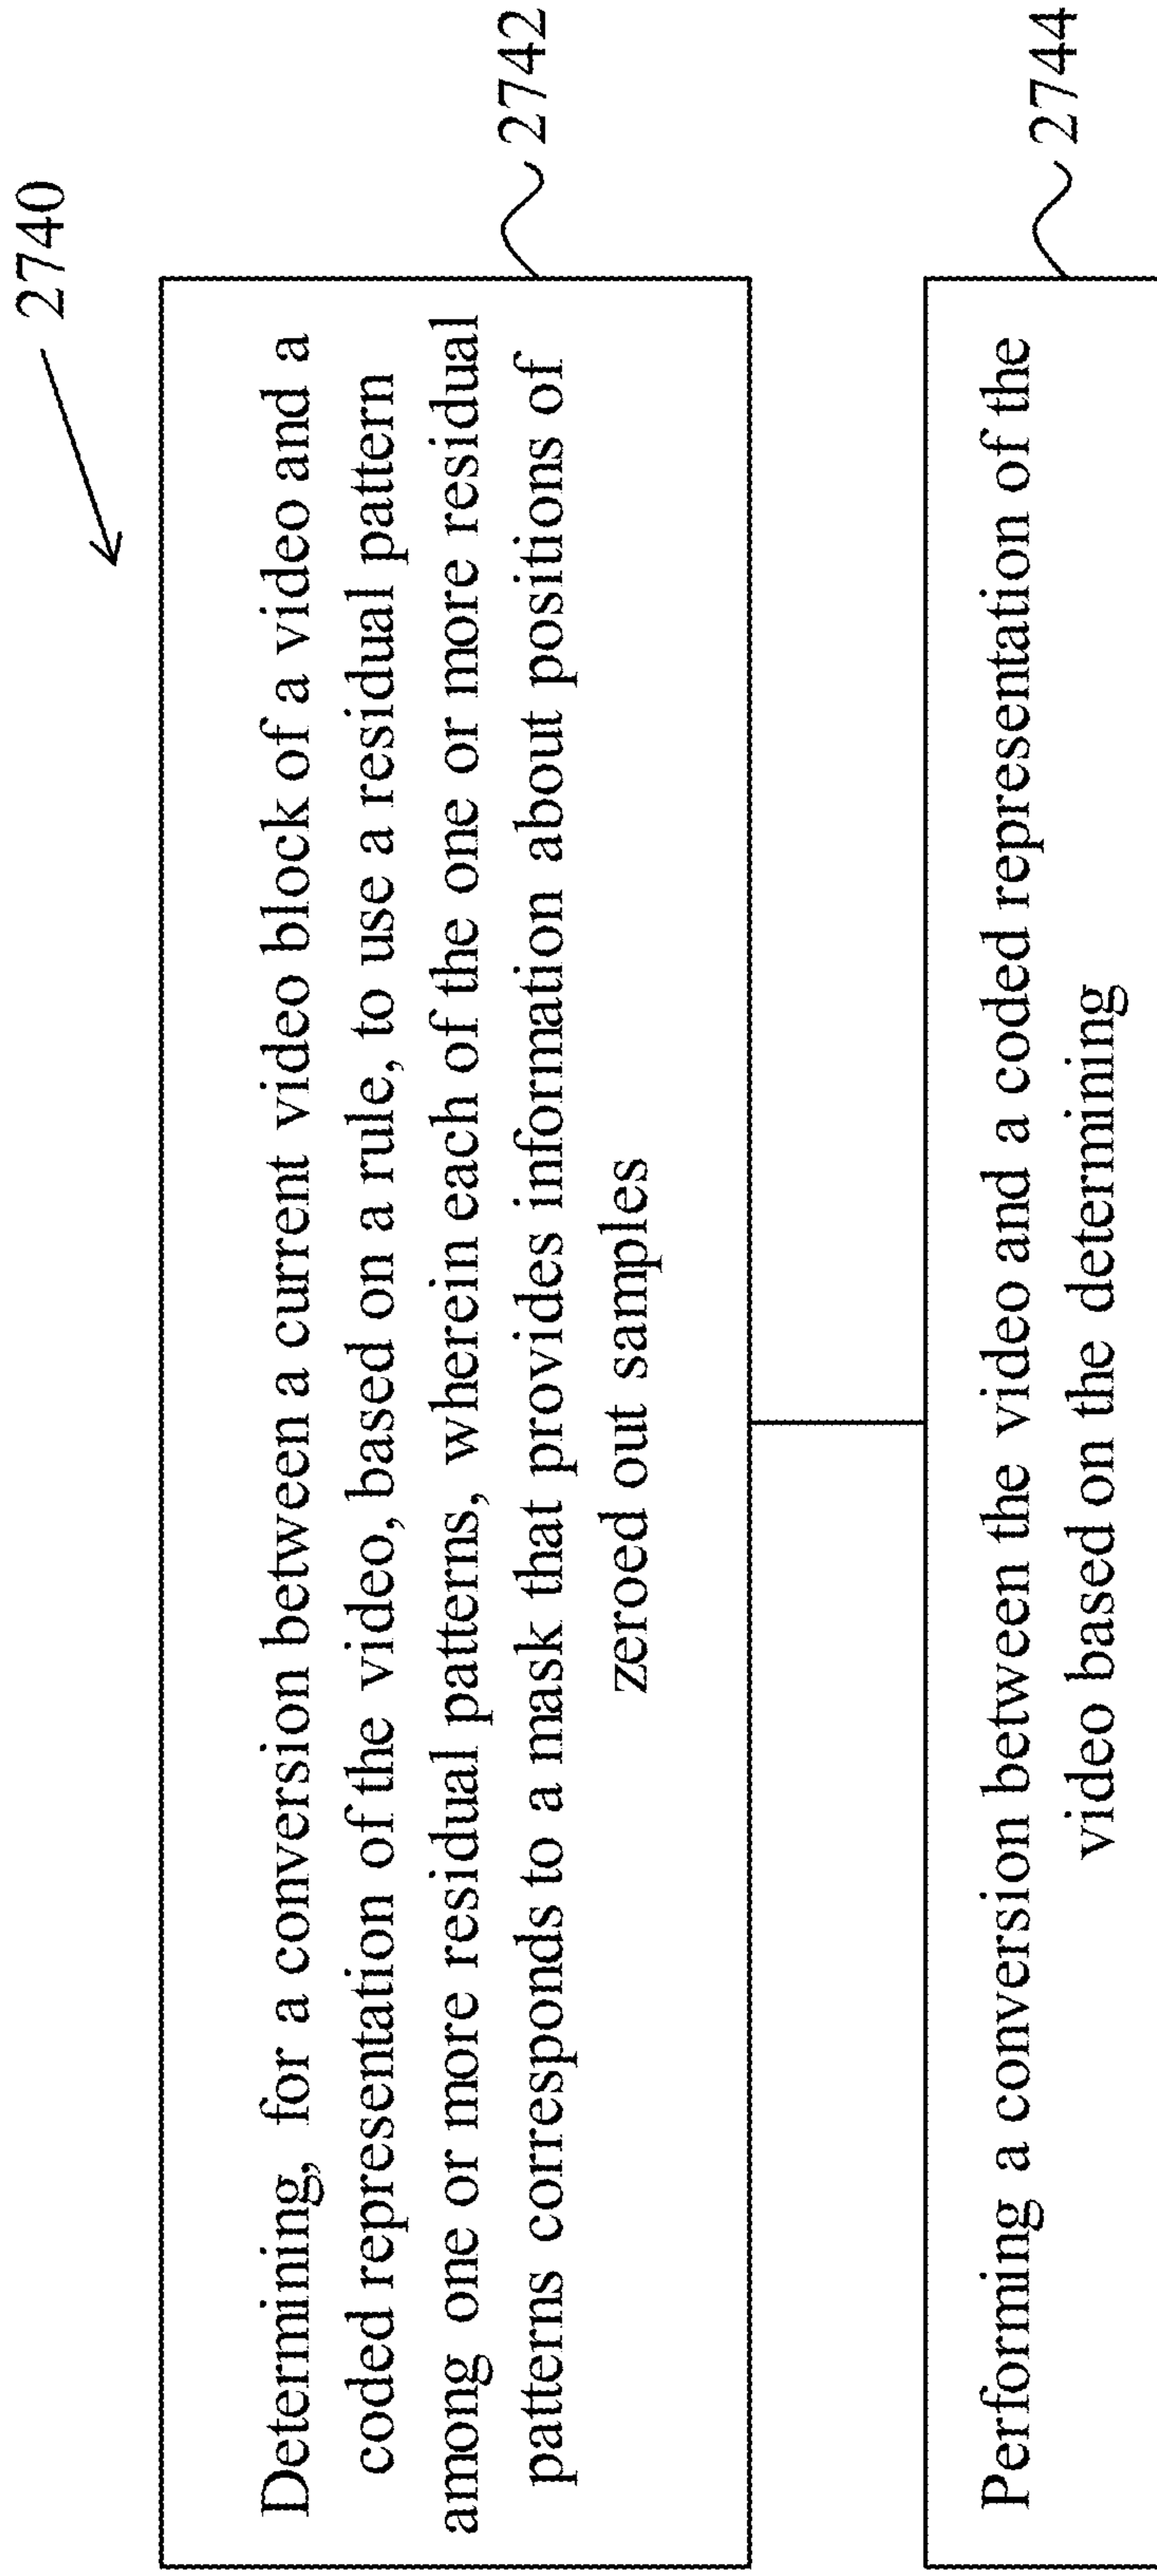 2740
Determining, for a conversion between a current video block of a video and a
coded representation of the video, based on a rule, to use a residual pattern
among one or more residual patterns, wherein each of the one or more residual
patterns corresponds to a mask that provides information about positions of
zeroed out samples
2742
Performing a conversion between the video and a coded representation of the
video based on the determining
2744